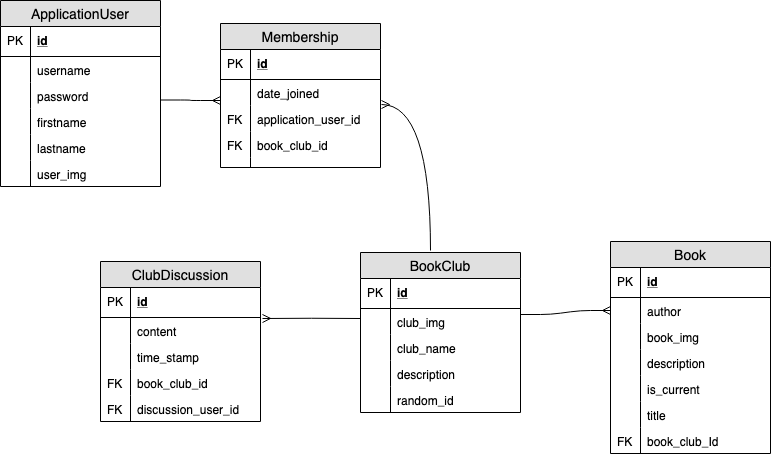 ApplicationUser
PK id
username
password
firstname
lastname
user_img
Membership
PK id
date_joined
FK application_user_id
FK book_club_id
ClubDiscussion
PK id
content
time_stamp
FK book_club_id
FK discussion_user_id
BookClub
PK id
club_img
club_name
description
random_id
Book
PK id
author
book_img
description
is_current
title
FK book_club_Id